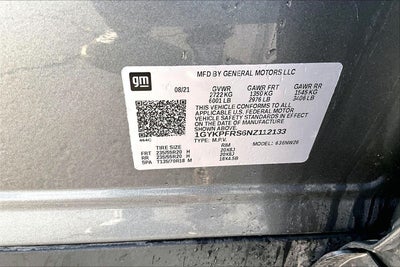 gm
MFD BY GENERAL MOTORS LLC
08/21 GVWR GAWR FRT GAWR RR
2722 KG 1350 KG 1545 KG
6001 LB 2976 LB 3406 LB
THIS VEHICLE CONFORMS TO ALL
APPLICABLE U.S. FEDERAL MOTOR
VEHICLE SAFETY STANDARDS IN
EFFECT ON THE DATE OF
MANUFACTURE SHOWN ABOVE.
1GYKPFRS6NZ112133
TYPE: M.P.V. MODEL: 636NW26
TIRE SIZE RIM
FRT 235/55R20 H 20X8J
RR 235/55R20 H 20X8J
SPA T135/70R18 M 18X4.5B